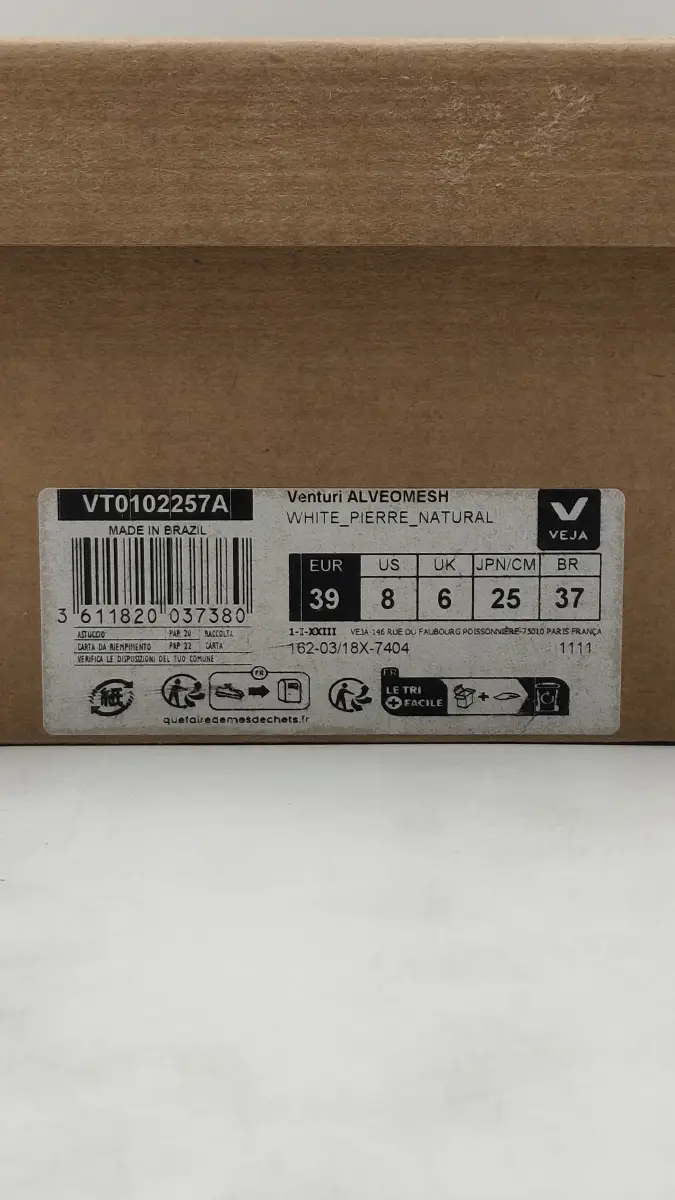 VT0102257A
MADE IN BRAZIL
3 611820 037380
ASTUCCIO PAP 20 RACCOLTA
CARTA DA RIEMPIMENTO PAP 22 CARTA
VERIFICA LE DISPOSIZIONI DEL TUO COMUNE
Venturi ALVEOMESH
WHITE_PIERRE_NATURAL
VEJA
EUR US UK JPN/CM BR
39 8 6 25 37
1-I-XXIII VEJA-146 RUE DU FAUBOURG POISSONNIÈRE-75010 PARIS FRANÇA
162-03/18X-7404 1111
FR
quefairedemesdechets.fr
FR
LE TRI
+ FACILE